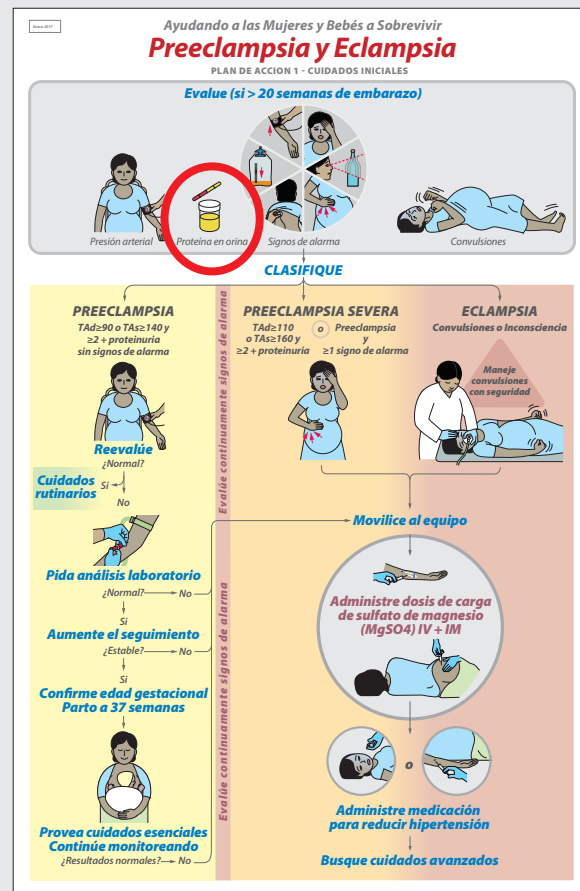 Enero 2017
Ayudando a las Mujeres y Bebés a Sobrevivir
Preeclampsia y Eclampsia
PLAN DE ACCION 1 - CUIDADOS INICIALES
Evalue (si > 20 semanas de embarazo)
Presión arterial
Proteína en orina
Signos de alarma
Convulsiones
CLASIFIQUE
PREECLAMPSIA
TAd≥90 o TAs≥140 y
≥2 + proteinuria
sin signos de alarma
Reevalúe
¿Normal?
Si
Cuidados
rutinarios
No
Pida análisis laboratorio
¿Normal?
No
Si
Aumente el seguimiento
¿Estable?
No
Si
Confirme edad gestacional
Parto a 37 semanas
Provea cuidados esenciales
Continúe monitoreando
¿Resultados normales?
No
Evalúe continuamente signos de alarma
Evalúe continuamente signos de alarma
PREECLAMPSIA SEVERA
TAd≥110
o TAs≥160 y
≥2 + proteinuria
o
Preeclampsia
y
≥1 signo de alarma
ECLAMPSIA
Convulsiones o Inconsciencia
Maneje
convulsiones
con seguridad
Movilice al equipo
Administre dosis de carga
de sulfato de magnesio
(MgSO4) IV + IM
o
Administre medicación
para reducir hipertensión
Busque cuidados avanzados